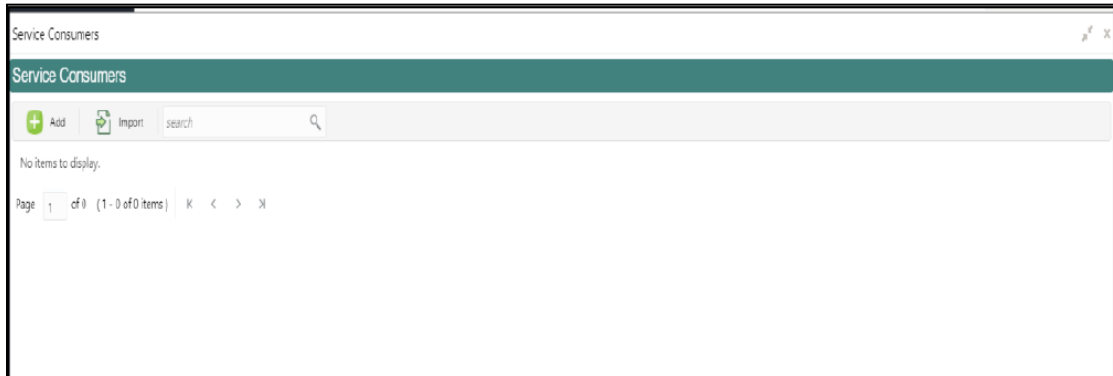 Service Consumers
Service Consumers
Add Import search
No items to display.
Page 1 of 0 (1 - 0 of 0 items)